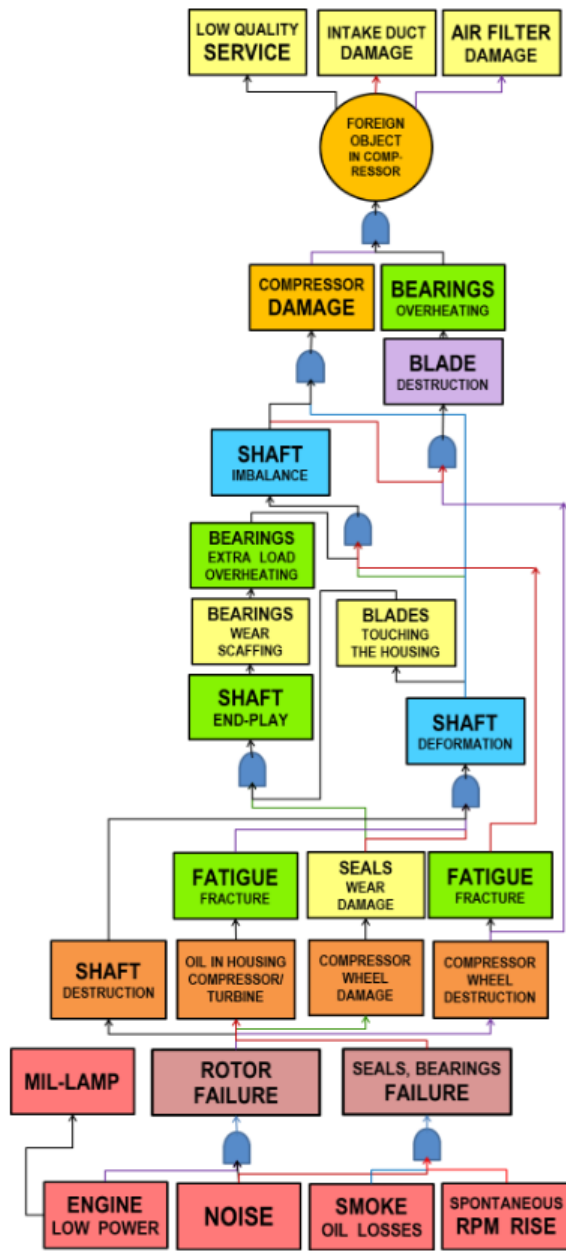 LOW QUALITY
SERVICE
INTAKE DUCT
DAMAGE
AIR FILTER
DAMAGE
FOREIGN
OBJECT
IN COMP-
RESSOR
COMPRESSOR
DAMAGE
BEARINGS
OVERHEATING
BLADE
DESTRUCTION
SHAFT
IMBALANCE
BEARINGS
EXTRA LOAD
OVERHEATING
BEARINGS
WEAR
SCAFFING
BLADES
TOUCHING
THE HOUSING
SHAFT
END-PLAY
SHAFT
DEFORMATION
FATIGUE
FRACTURE
SEALS
WEAR
DAMAGE
FATIGUE
FRACTURE
SHAFT
DESTRUCTION
OIL IN HOUSING
COMPRESSOR/
TURBINE
COMPRESSOR
WHEEL
DAMAGE
COMPRESSOR
WHEEL
DESTRUCTION
MIL-LAMP
ROTOR
FAILURE
SEALS, BEARINGS
FAILURE
ENGINE
LOW POWER
NOISE
SMOKE
OIL LOSSES
SPONTANEOUS
RPM RISE